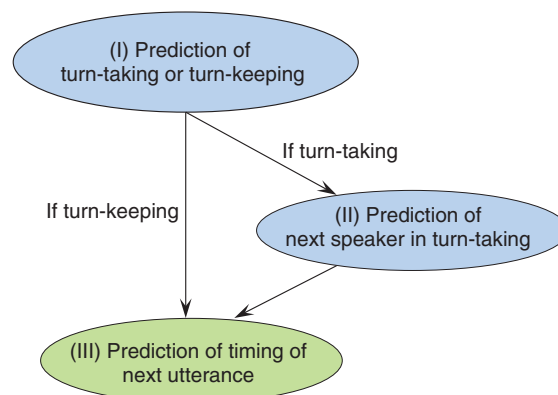 (I) Prediction of
turn-taking or turn-keeping
If turn-taking
If turn-keeping
(II) Prediction of
next speaker in turn-taking
(III) Prediction of timing of
next utterance